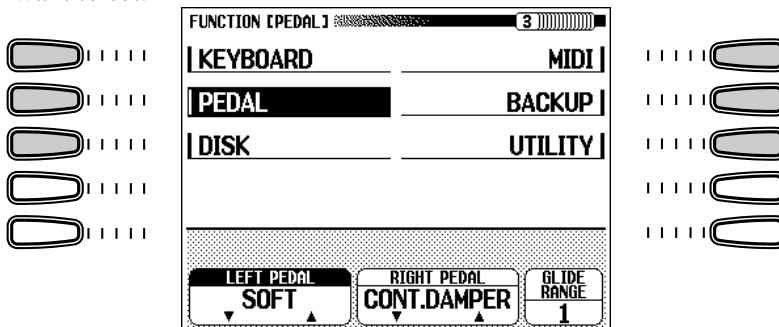 FUNCTION [PEDAL]
3
KEYBOARD
MIDI
PEDAL
BACKUP
DISK
UTILITY
LEFT PEDAL
RIGHT PEDAL
GLIDE
RANGE
SOFT
CONT.DAMPER
1